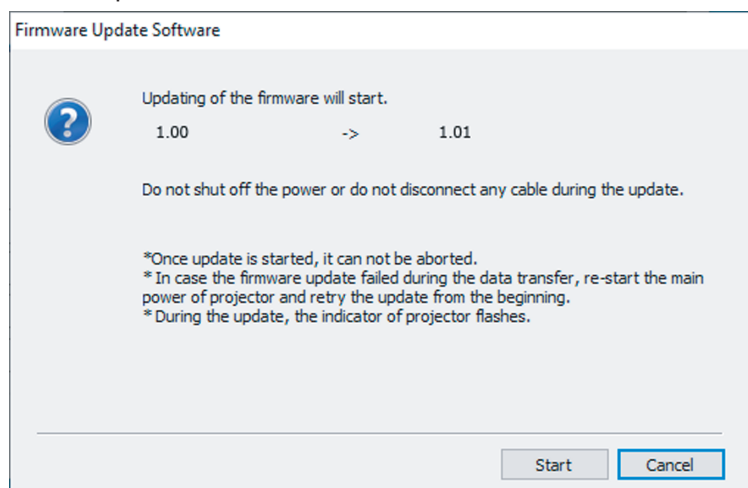 Firmware Update Software
Updating of the firmware will start.
1.00 -> 1.01
Do not shut off the power or do not disconnect any cable during the update.
*Once update is started, it can not be aborted.
* In case the firmware update failed during the data transfer, re-start the main
power of projector and retry the update from the beginning.
* During the update, the indicator of projector flashes.
Start Cancel